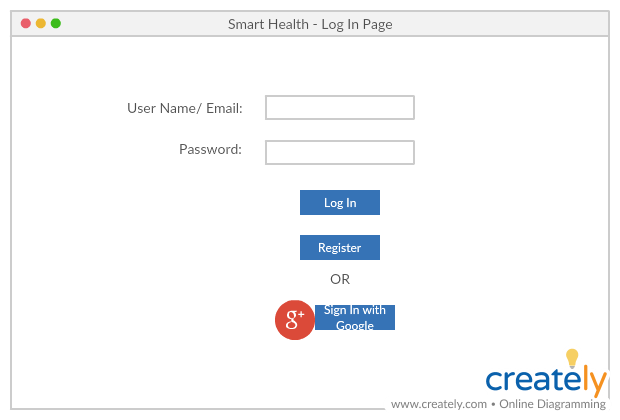 Smart Health - Log In Page
User Name/ Email:
Password:
Log In
Register
OR
g+
Sign In with
Google
creately
www.creately.com • Online Diagramming